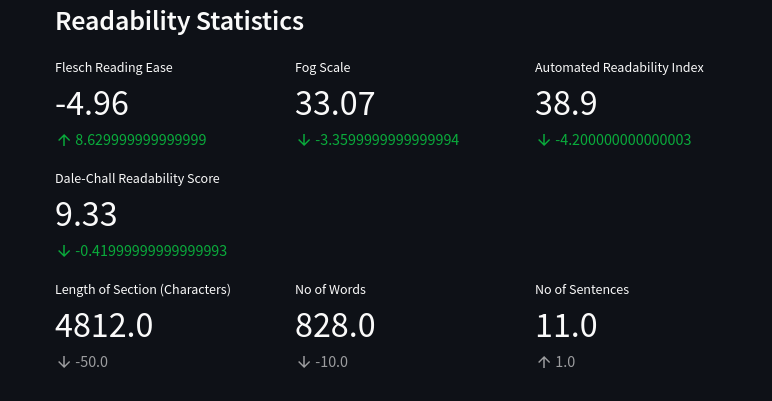 Readability Statistics
Flesch Reading Ease Fog Scale Automated Readability Index
-4.96 33.07 38.9
↑ 8.629999999999999 ↓ -3.3599999999999994 ↓ -4.200000000000003
Dale-Chall Readability Score
9.33
↓ -0.41999999999999993
Length of Section (Characters) No of Words No of Sentences
4812.0 828.0 11.0
↓ -50.0 ↓ -10.0 ↑ 1.0